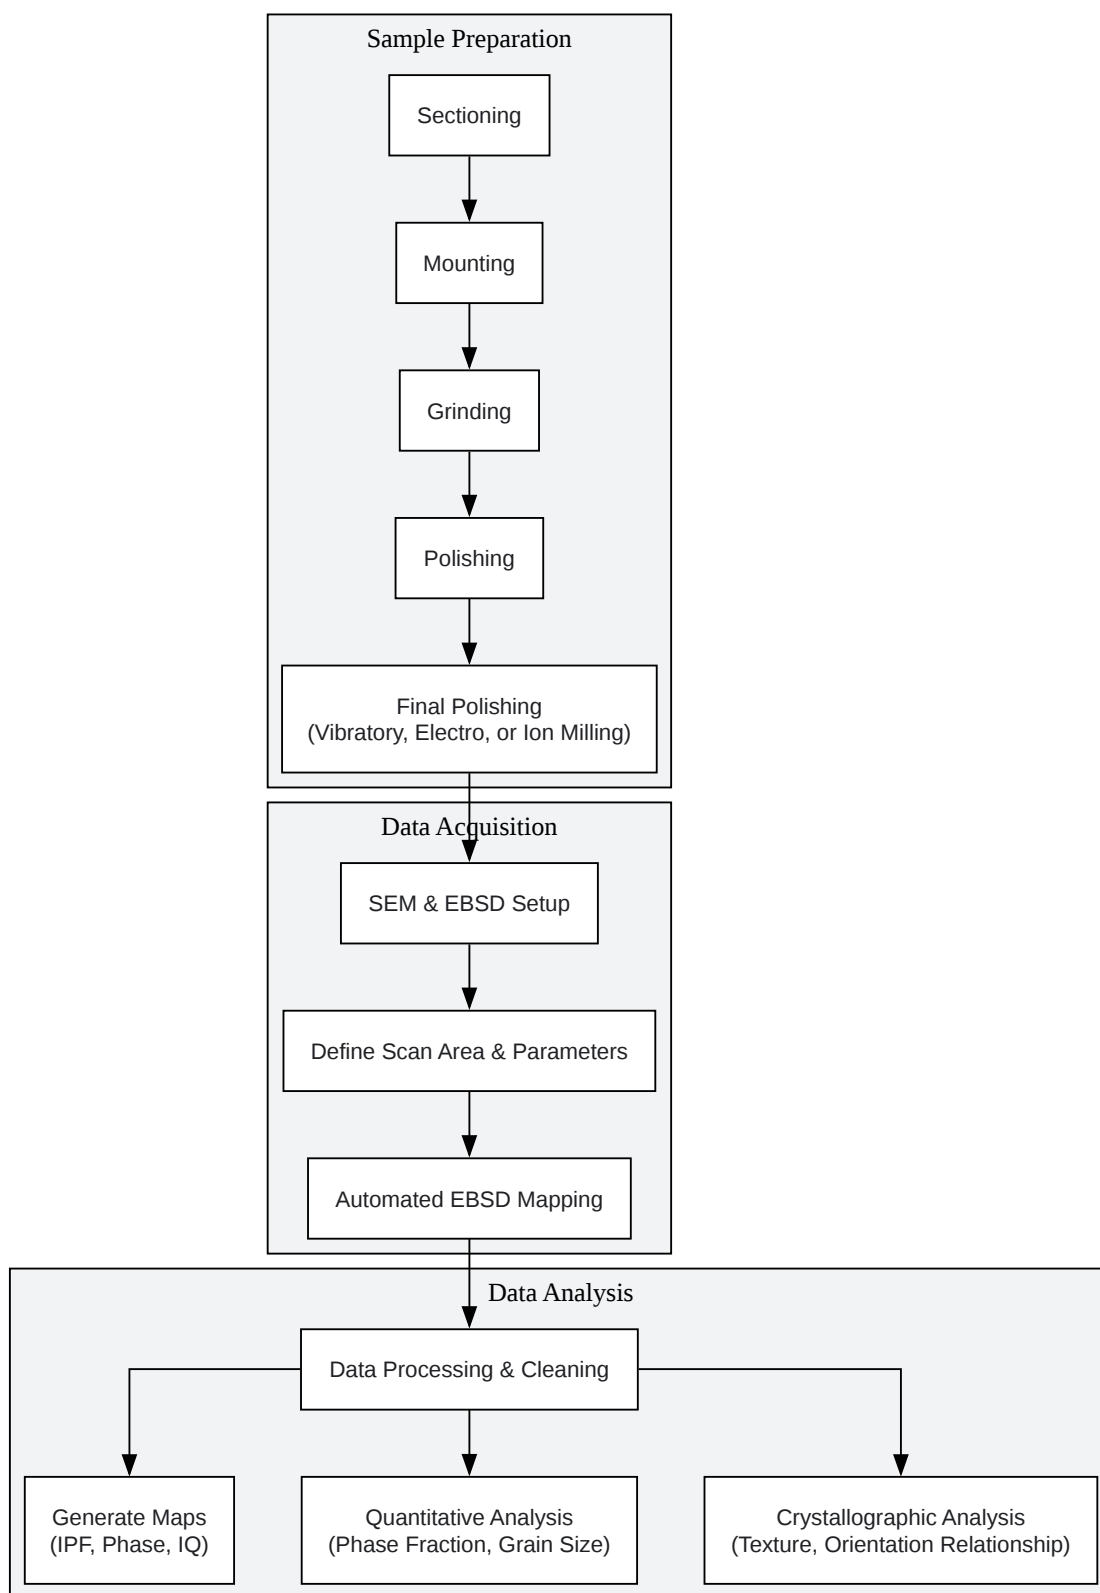 Sample Preparation
Sectioning
Mounting
Grinding
Polishing
Final Polishing
(Vibratory, Electro, or Ion Milling)
Data Acquisition
SEM & EBSD Setup
Define Scan Area & Parameters
Automated EBSD Mapping
Data Analysis
Data Processing & Cleaning
Generate Maps
(IPF, Phase, IQ)
Quantitative Analysis
(Phase Fraction, Grain Size)
Crystallographic Analysis
(Texture, Orientation Relationship)